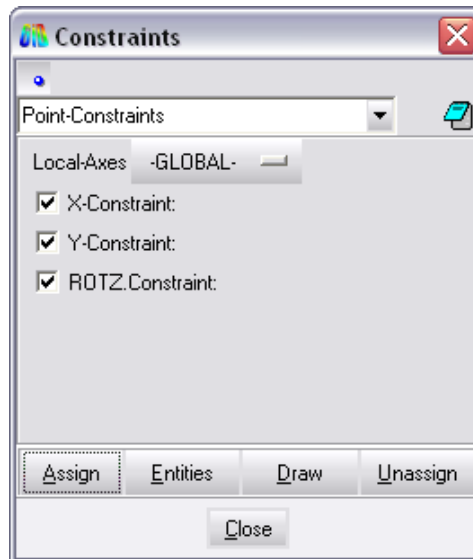 Constraints
Point-Constraints
Local-Axes -GLOBAL-
X-Constraint:
Y-Constraint:
ROTZ.Constraint:
Assign Entities Draw Unassign
Close